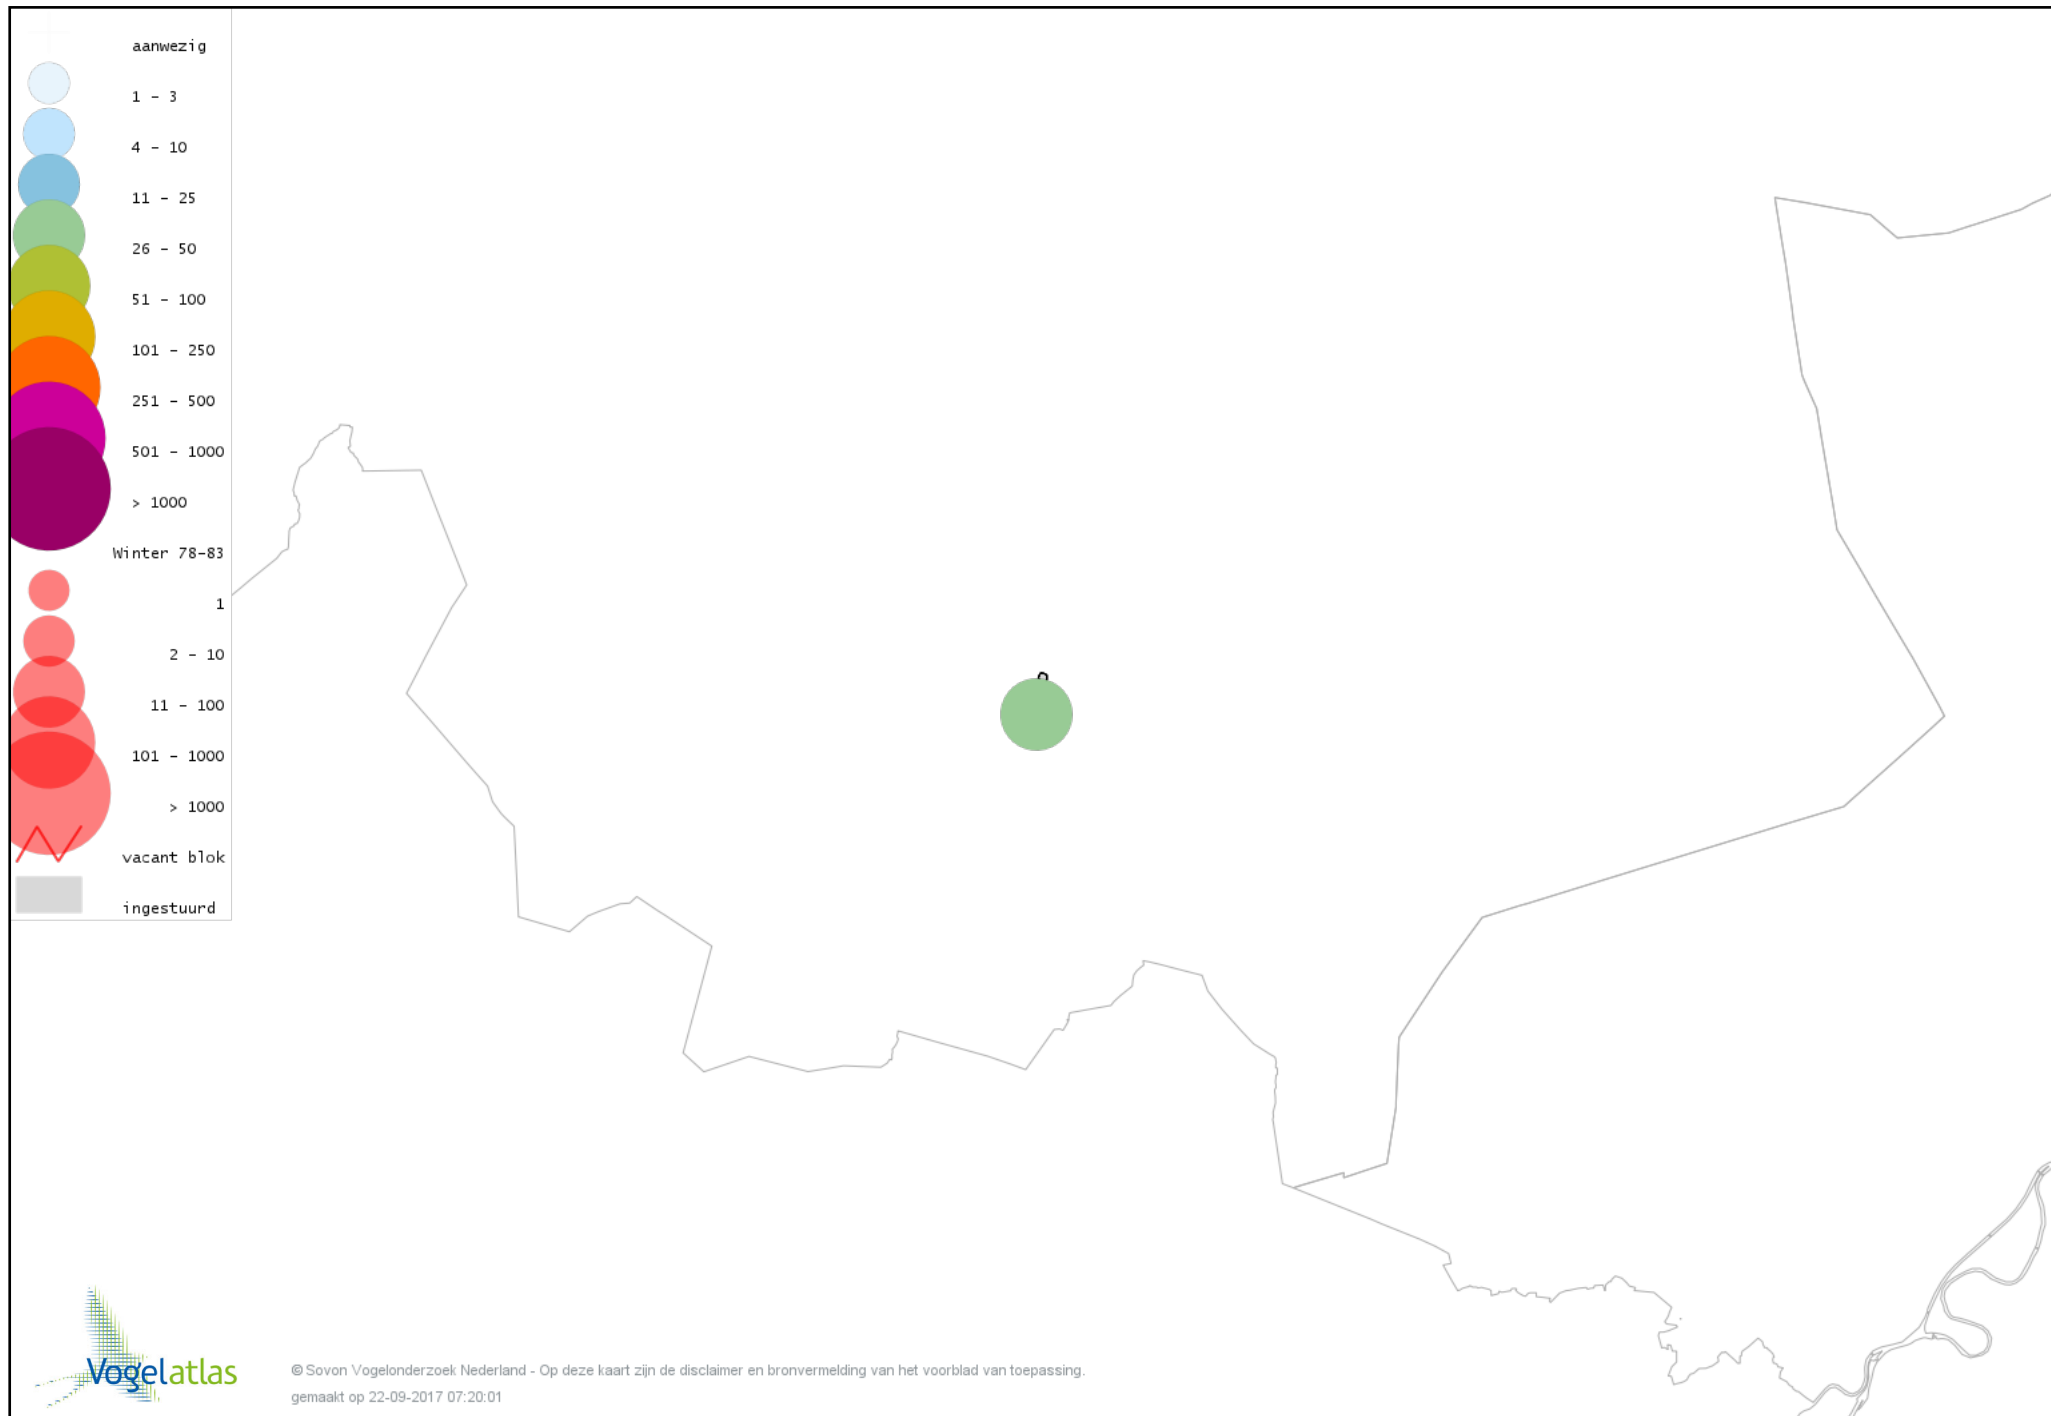 aanwezig
1 - 3
4 - 10
11 - 25
26 - 50
51 - 100
101 - 250
251 - 500
501 - 1000
> 1000
Winter 78-83
1
2 - 10
11 - 100
101 - 1000
> 1000
vacant blok
ingestuurd
Vogelatlas
© Sovon Vogelonderzoek Nederland - Op deze kaart zijn de disclaimer en bronvermelding van het voorblad van toepassing.
gemaakt op 22-09-2017 07:20:01